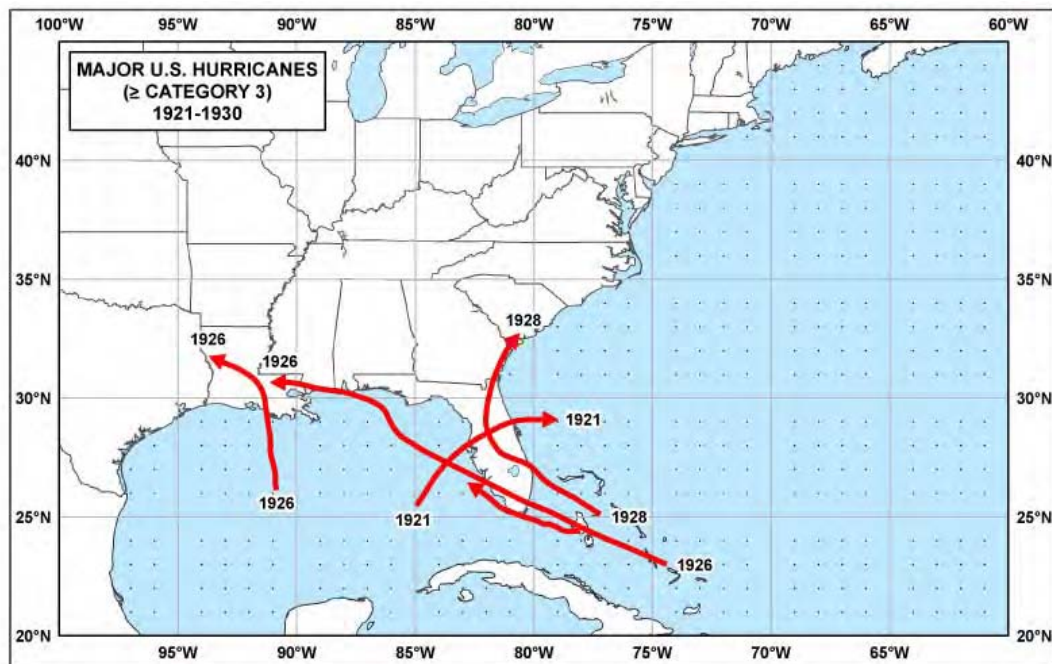 100°W 95°W 90°W 85°W 80°W 75°W 70°W 65°W 60°W
MAJOR U.S. HURRICANES
(≥ CATEGORY 3)
1921-1930
40°N 40°N
35°N 35°N
1928
1926
1926
30°N 30°N
1921
1926
1921
1928
25°N 25°N
1926
20°N 20°N
95°W 90°W 85°W 80°W 75°W 70°W 65°W